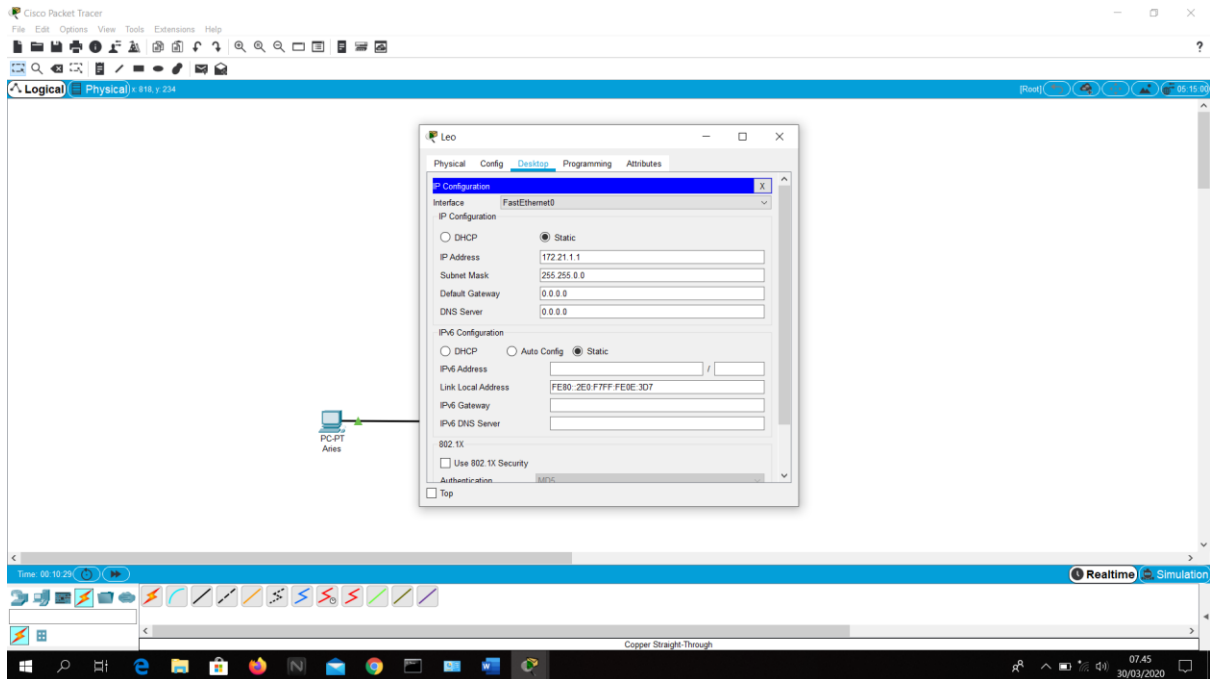 Cisco Packet Tracer
File Edit Options View Tools Extensions Help
?
Logical Physical x: 818, y: 234 [Root] 05:15:00
Leo
Physical Config Desktop Programming Attributes
IP Configuration X
Interface FastEthernet0
IP Configuration
DHCP Static
IP Address 172.21.1.1
Subnet Mask 255.255.0.0
Default Gateway 0.0.0.0
DNS Server 0.0.0.0
IPv6 Configuration
DHCP Auto Config Static
IPv6 Address /
Link Local Address FE80::2E0:F7FF:FE0E:3D7
IPv6 Gateway
IPv6 DNS Server
802.1X
Use 802.1X Security
Authentication MD5
Top
PC-PT
Aries
Time: 00:10:29 Realtime Simulation
Copper Straight-Through
07.45
30/03/2020